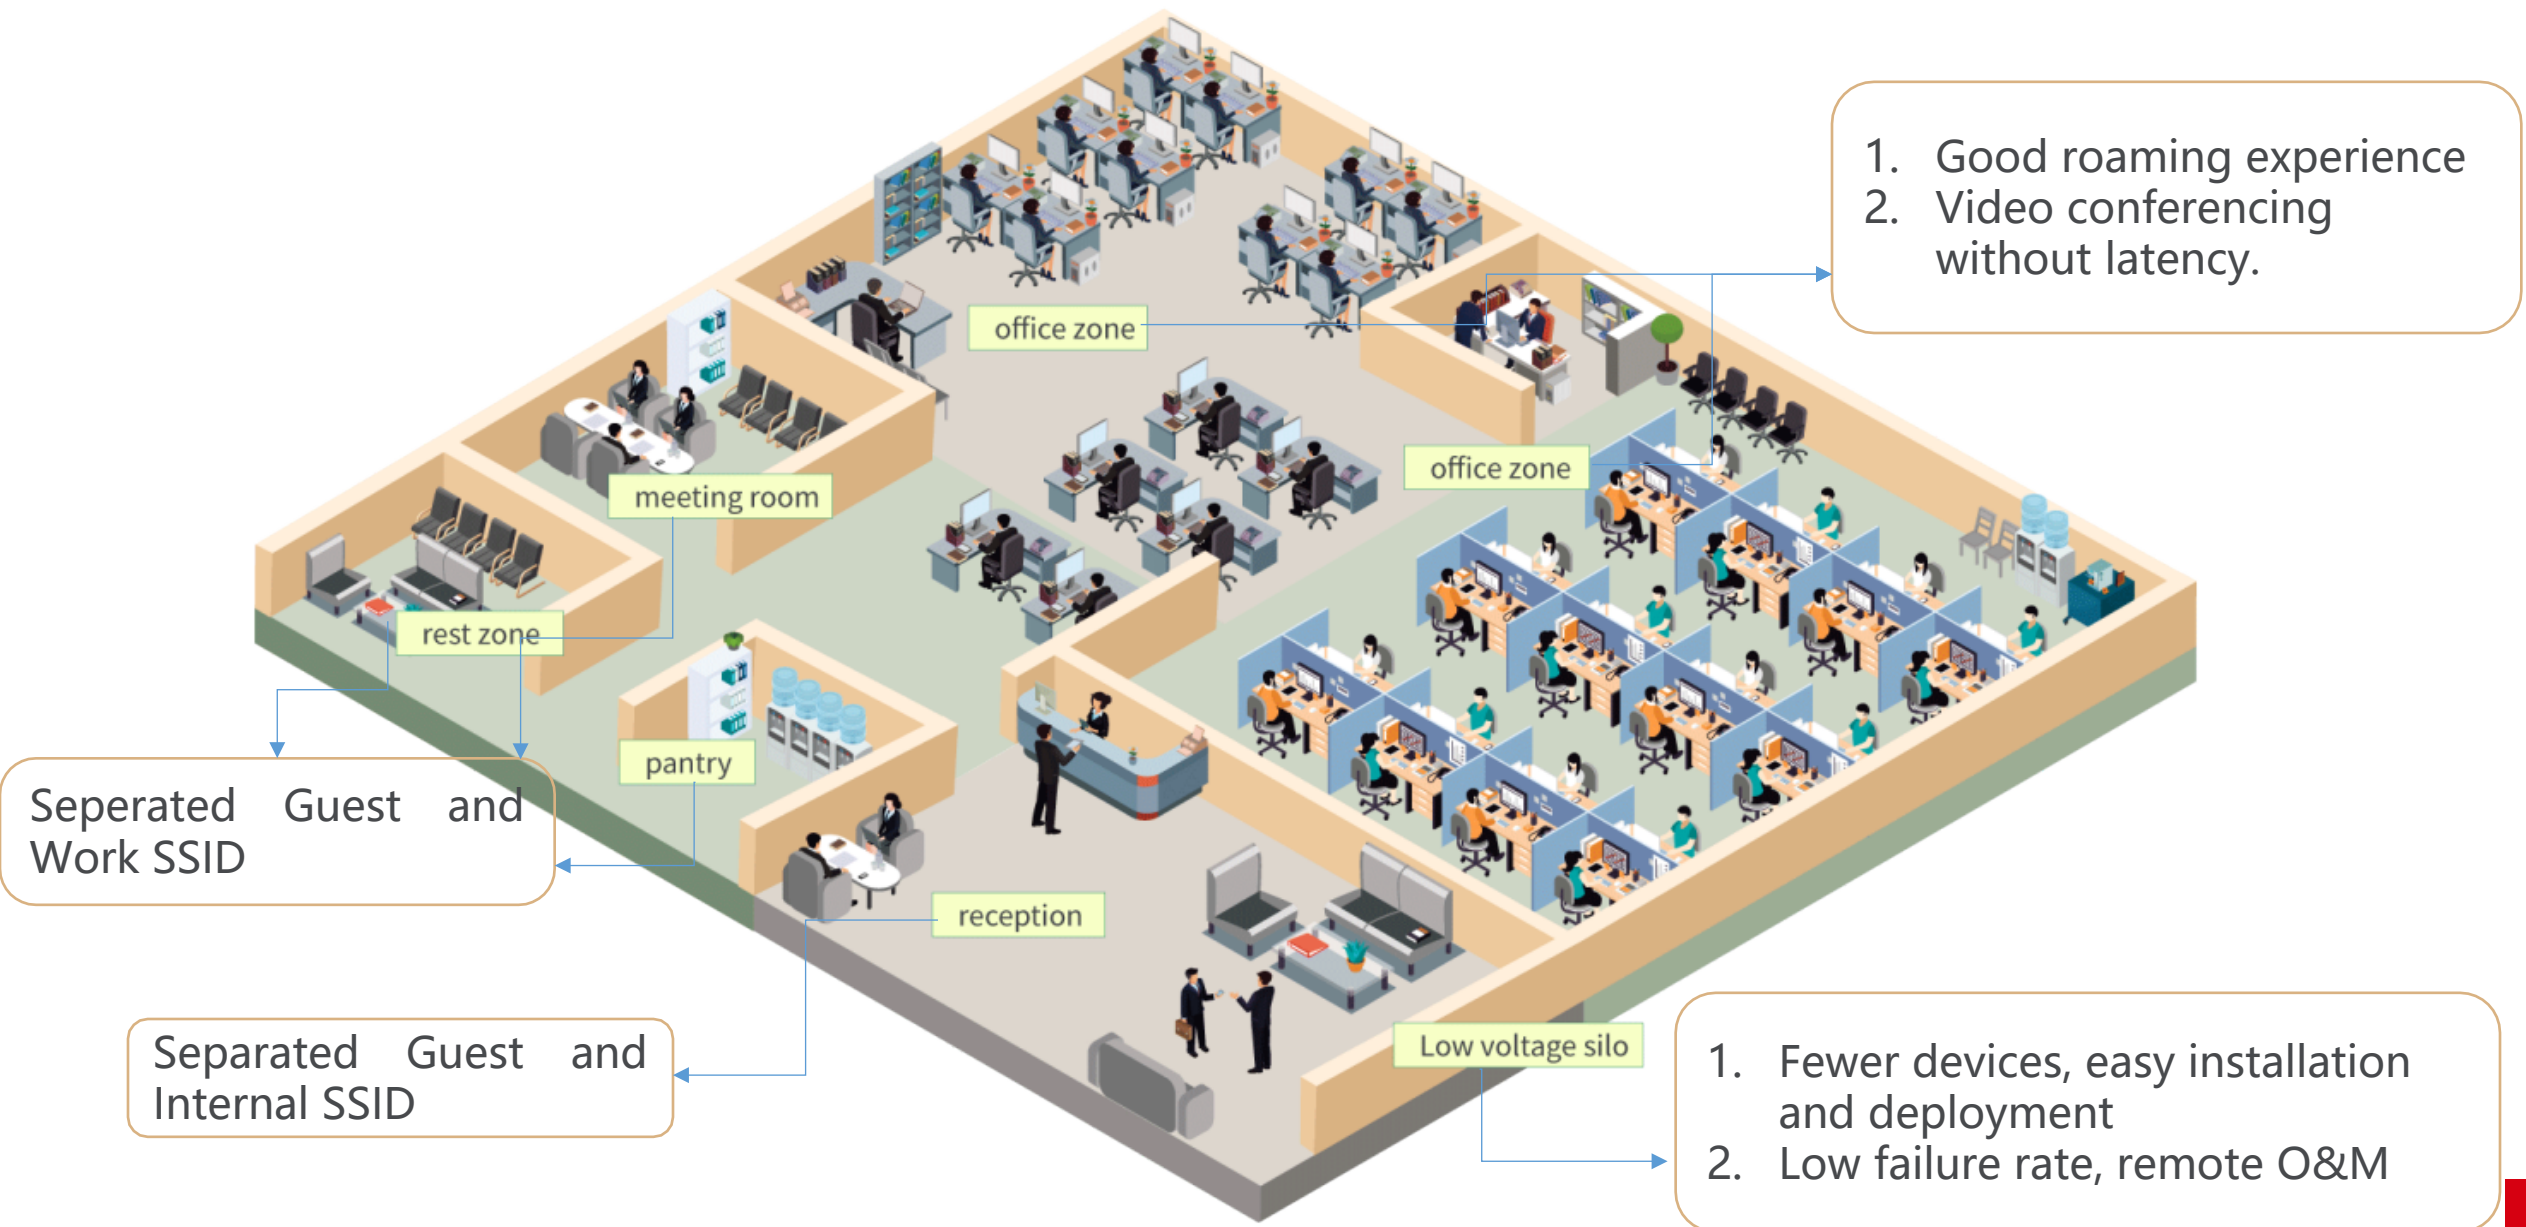 1. Good roaming experience
2. Video conferencing
without latency.
office zone
office zone
meeting room
rest zone
pantry
Seperated Guest and
Work SSID
reception
Separated Guest and
Internal SSID
Low voltage silo
1. Fewer devices, easy installation
and deployment
2. Low failure rate, remote O&M